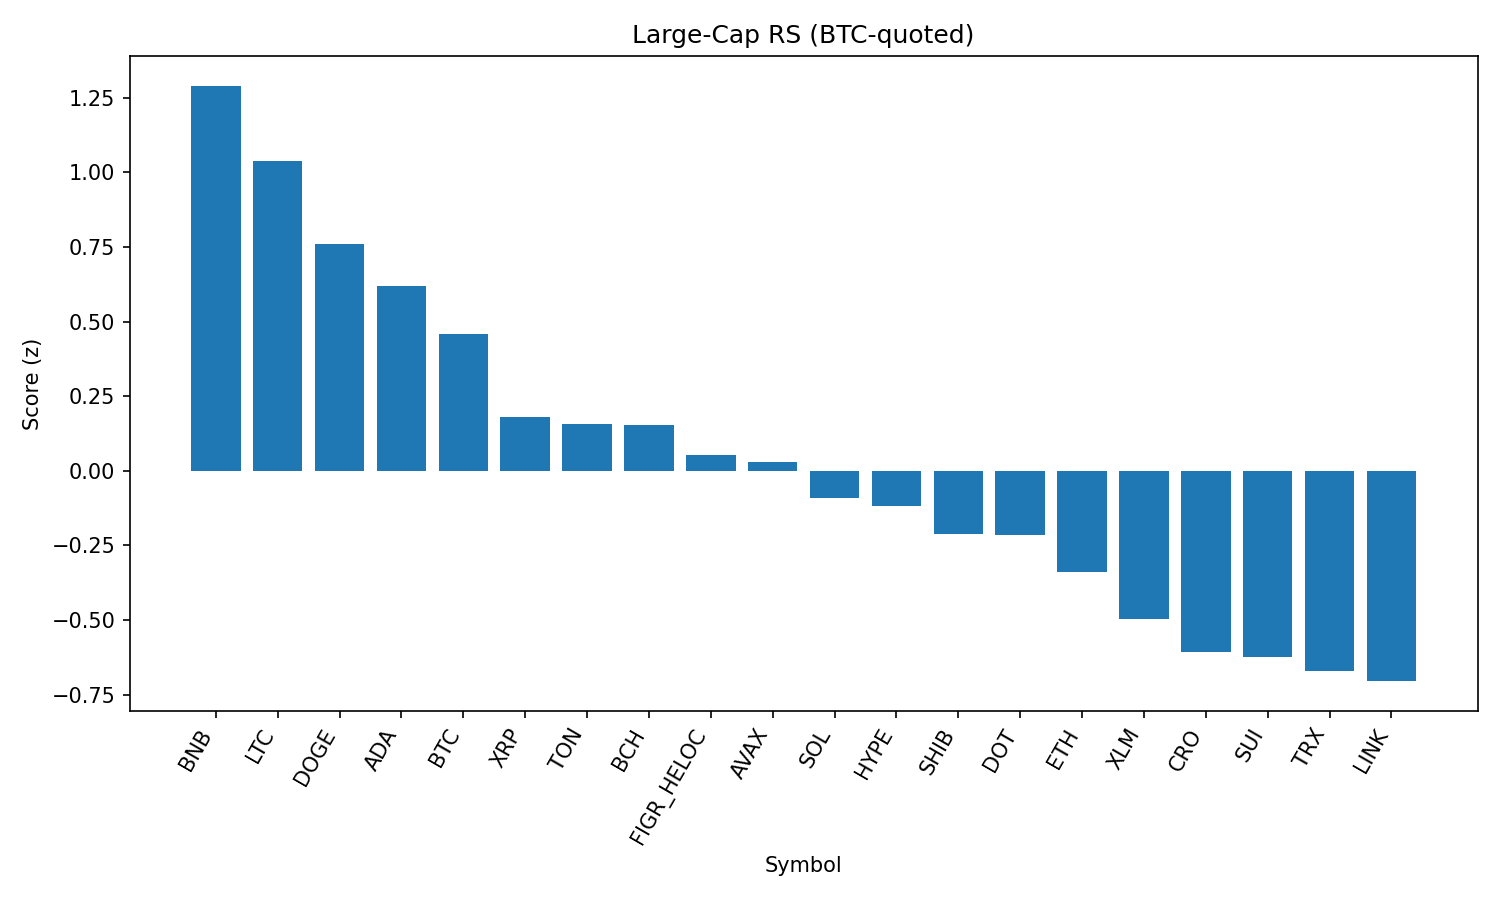 Large-Cap RS (BTC-quoted)
Score (z)
1.25
1.00
0.75
0.50
0.25
0.00
−0.25
−0.50
−0.75
BNB
LTC
DOGE
ADA
BTC
XRP
TON
BCH
FIGR_HELOC
AVAX
SOL
HYPE
SHIB
DOT
ETH
XLM
CRO
SUI
TRX
LINK
Symbol